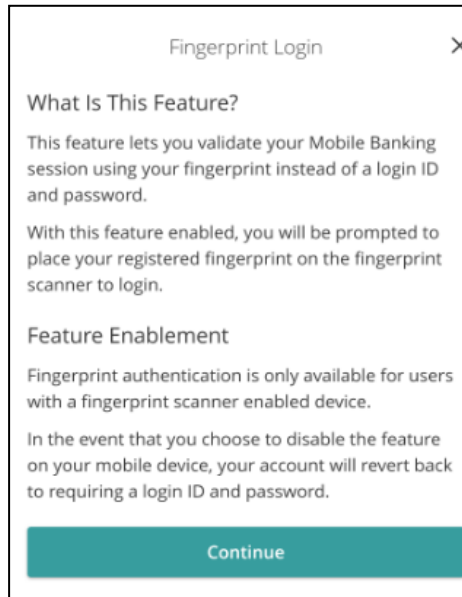 Fingerprint Login
What Is This Feature?
This feature lets you validate your Mobile Banking
session using your fingerprint instead of a login ID
and password.
With this feature enabled, you will be prompted to
place your registered fingerprint on the fingerprint
scanner to login.
Feature Enablement
Fingerprint authentication is only available for users
with a fingerprint scanner enabled device.
In the event that you choose to disable the feature
on your mobile device, your account will revert back
to requiring a login ID and password.
Continue